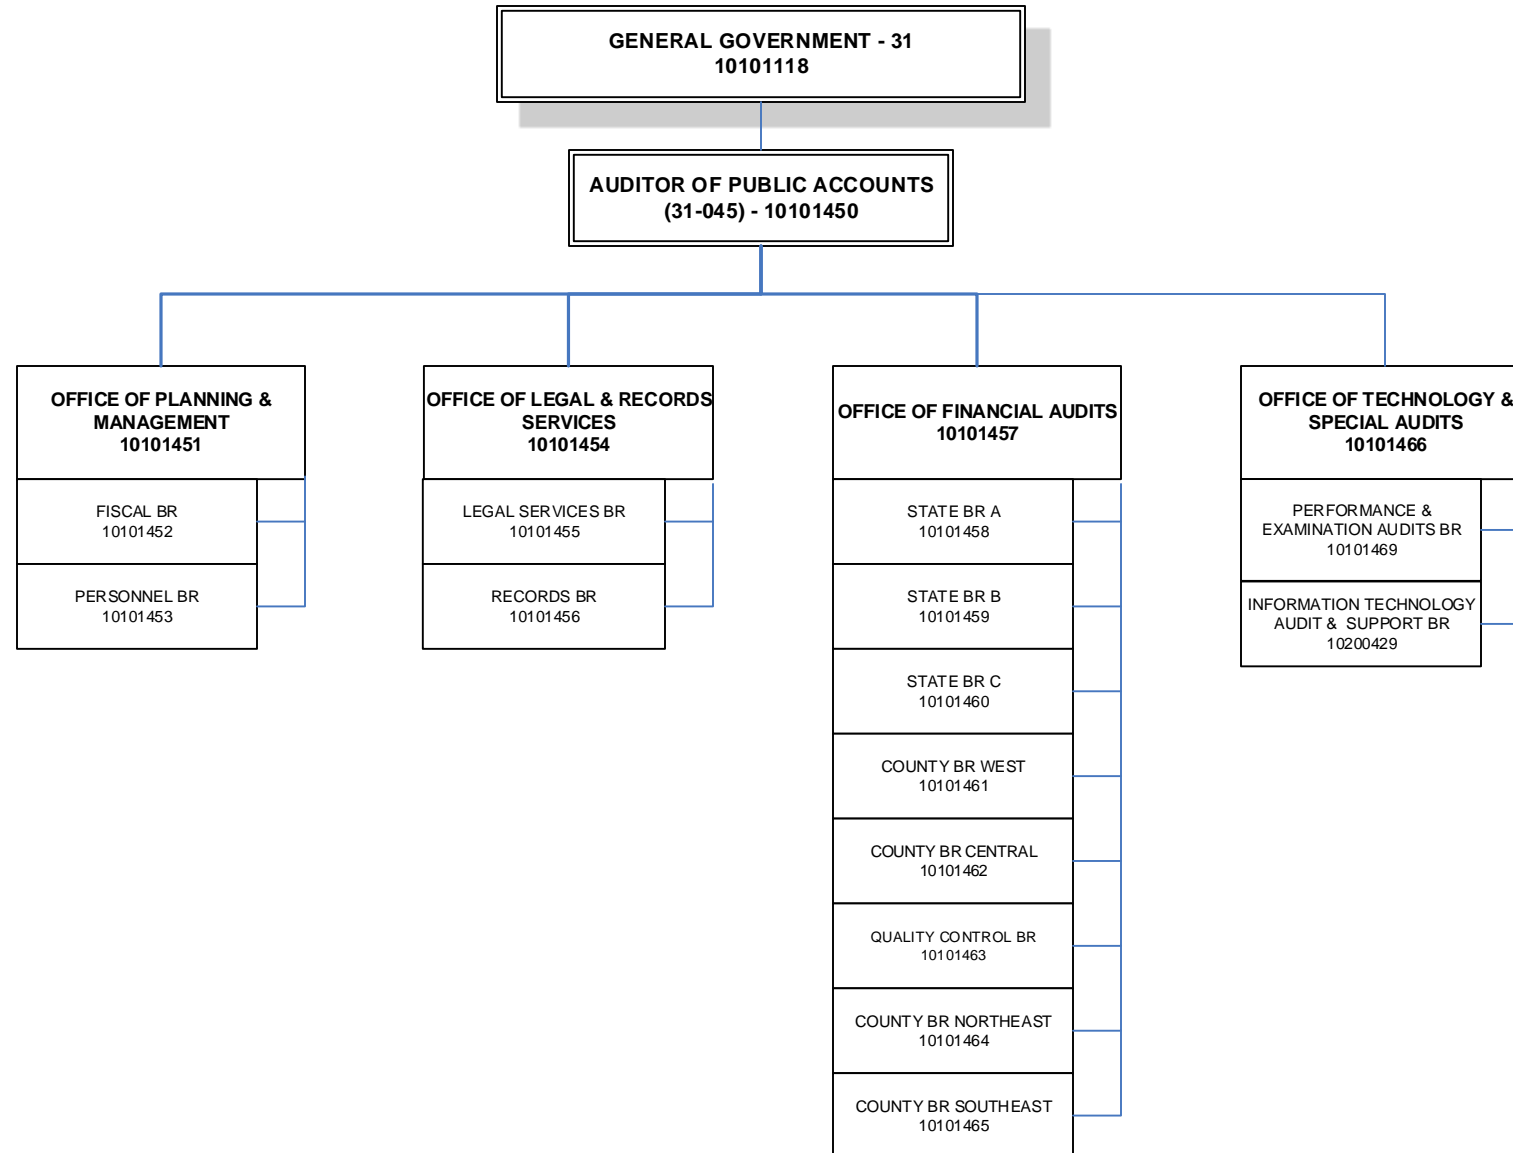 GENERAL GOVERNMENT - 31
10101118
AUDITOR OF PUBLIC ACCOUNTS
(31-045) - 10101450
OFFICE OF PLANNING &
MANAGEMENT
10101451
FISCAL BR
10101452
PERSONNEL BR
10101453
OFFICE OF LEGAL & RECORDS
SERVICES
10101454
LEGAL SERVICES BR
10101455
RECORDS BR
10101456
OFFICE OF FINANCIAL AUDITS
10101457
STATE BR A
10101458
STATE BR B
10101459
STATE BR C
10101460
COUNTY BR WEST
10101461
COUNTY BR CENTRAL
10101462
QUALITY CONTROL BR
10101463
COUNTY BR NORTHEAST
10101464
COUNTY BR SOUTHEAST
10101465
OFFICE OF TECHNOLOGY &
SPECIAL AUDITS
10101466
PERFORMANCE &
EXAMINATION AUDITS BR
10101469
INFORMATION TECHNOLOGY
AUDIT & SUPPORT BR
10200429